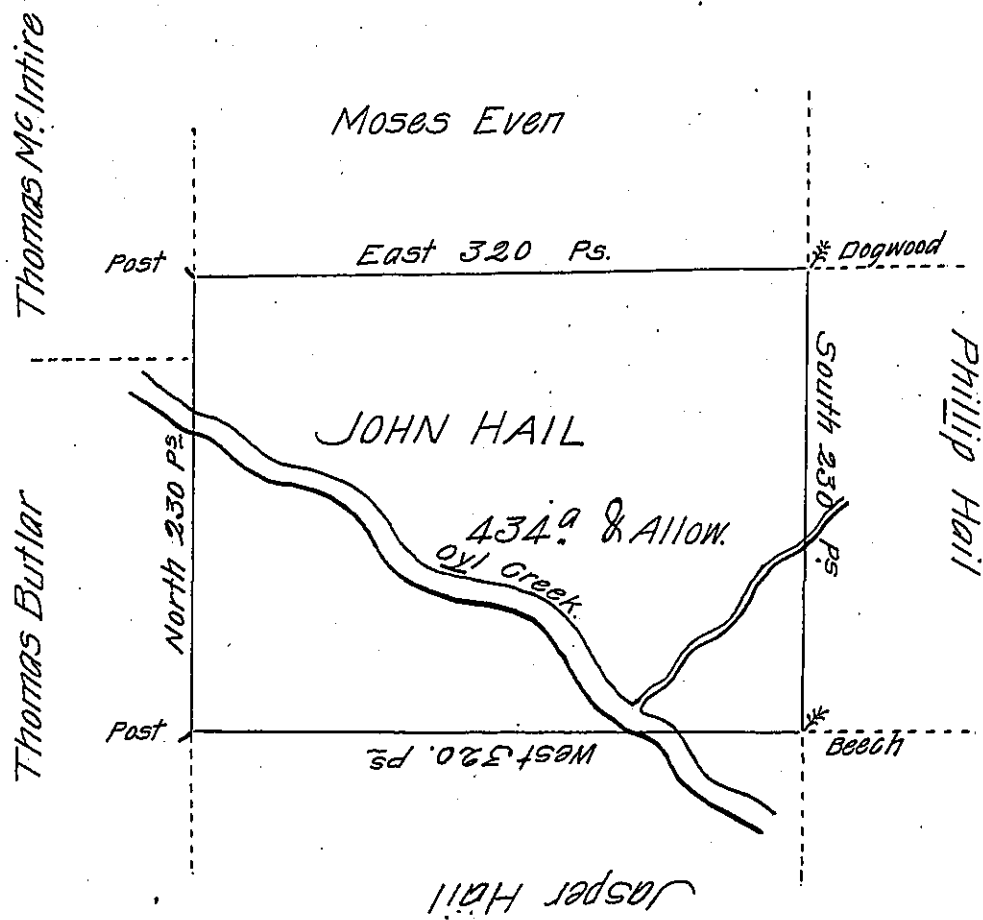 Thomas McIntire
Moses Even
Post
East 320 Ps.
Dogwood
South 230 Ps
Phillip Hail
JOHN HAIL
434.a & Allow.
Oyl Creek.
North 230 Ps
Thomas Butlar
Post
West 320. Ps
Beech
Jasper Hail